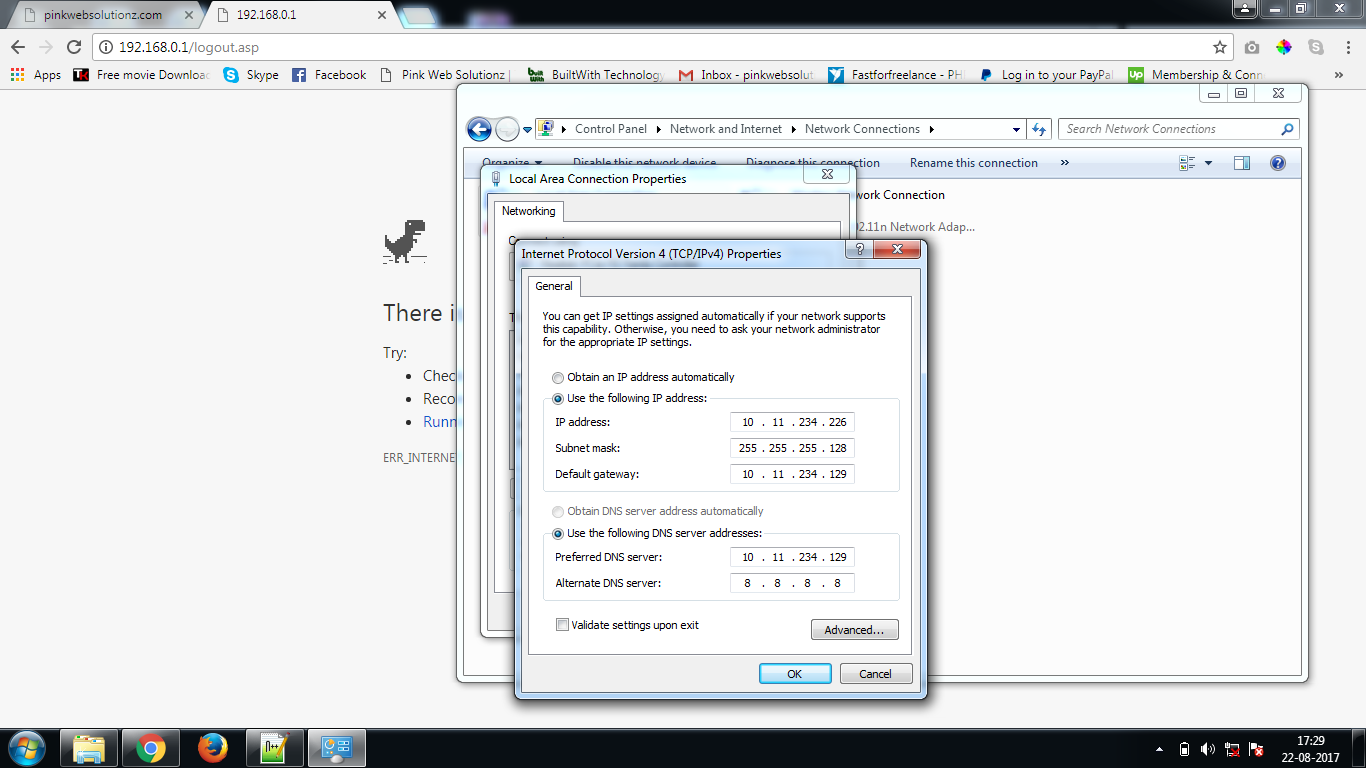 pinkwebsolutionz.com
192.168.0.1
192.168.0.1/logout.asp
Apps
Free movie Downloac
Skype
Facebook
Pink Web Solutionz |
BuiltWith Technology
Inbox - pinkwebsolut
Fastforfreelance - PH
Log in to your PayPal
Membership & Conn
»
Control Panel
Network and Internet
Network Connections
Search Network Connections
Organize
Disable this network device
Diagnose this connection
Rename this connection
»
Local Area Connection Properties
work Connection
Networking
02.11n Network Adap...
Internet Protocol Version 4 (TCP/IPv4) Properties
General
You can get IP settings assigned automatically if your network supports
this capability. Otherwise, you need to ask your network administrator
for the appropriate IP settings.
Obtain an IP address automatically
Use the following IP address:
IP address: 10 . 11 . 234 . 226
Subnet mask: 255 . 255 . 255 . 128
Default gateway: 10 . 11 . 234 . 129
Obtain DNS server address automatically
Use the following DNS server addresses:
Preferred DNS server: 10 . 11 . 234 . 129
Alternate DNS server: 8 . 8 . 8 . 8
Validate settings upon exit
Advanced...
OK
Cancel
There i
Try:
Chec
Reco
Runn
ERR_INTERNE
17:29
22-08-2017